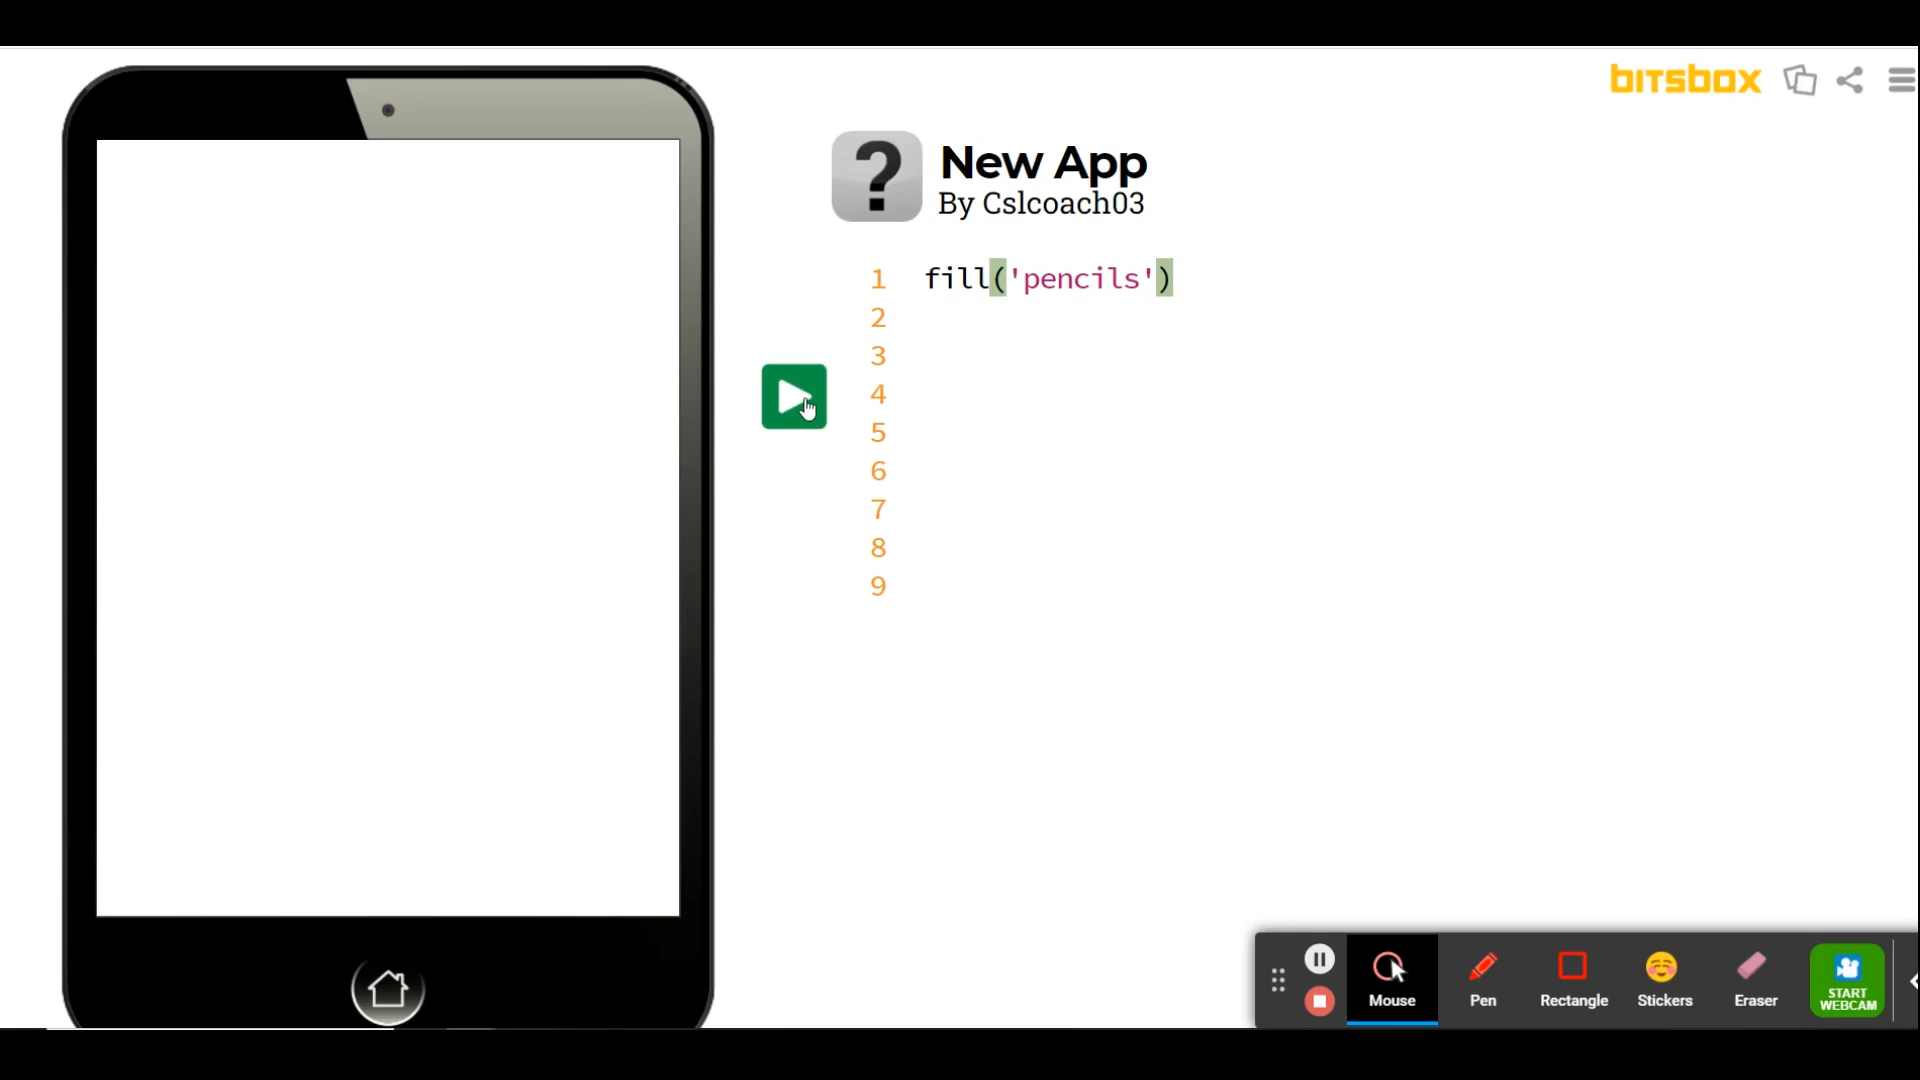 bitsbox
?
New App
By Cslcoach03
1 fill('pencils')
2
3
4
5
6
7
8
9
Mouse
Pen
Rectangle
Stickers
Eraser
START
WEBCAM